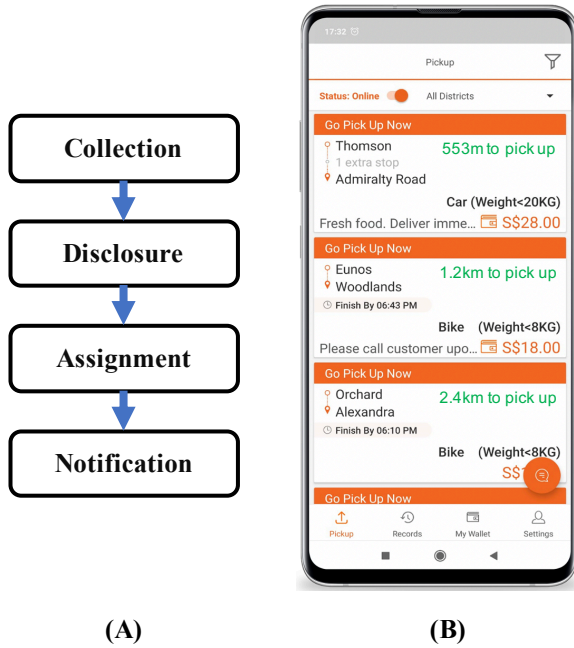 Collection
Disclosure
Assignment
Notification
(A)
17:32
Pickup
Status: Online All Districts
Go Pick Up Now
Thomson
553m to pick up
1 extra stop
Admiralty Road
Car (Weight<20KG)
Fresh food. Deliver imme... S$28.00
Go Pick Up Now
Eunos
1.2km to pick up
Woodlands
Finish By 06:43 PM
Bike (Weight<8KG)
Please call customer upo... S$18.00
Go Pick Up Now
Orchard
2.4km to pick up
Alexandra
Finish By 06:10 PM
Bike (Weight<8KG)
S$
Go Pick Up Now
Pickup Records My Wallet Settings
(B)